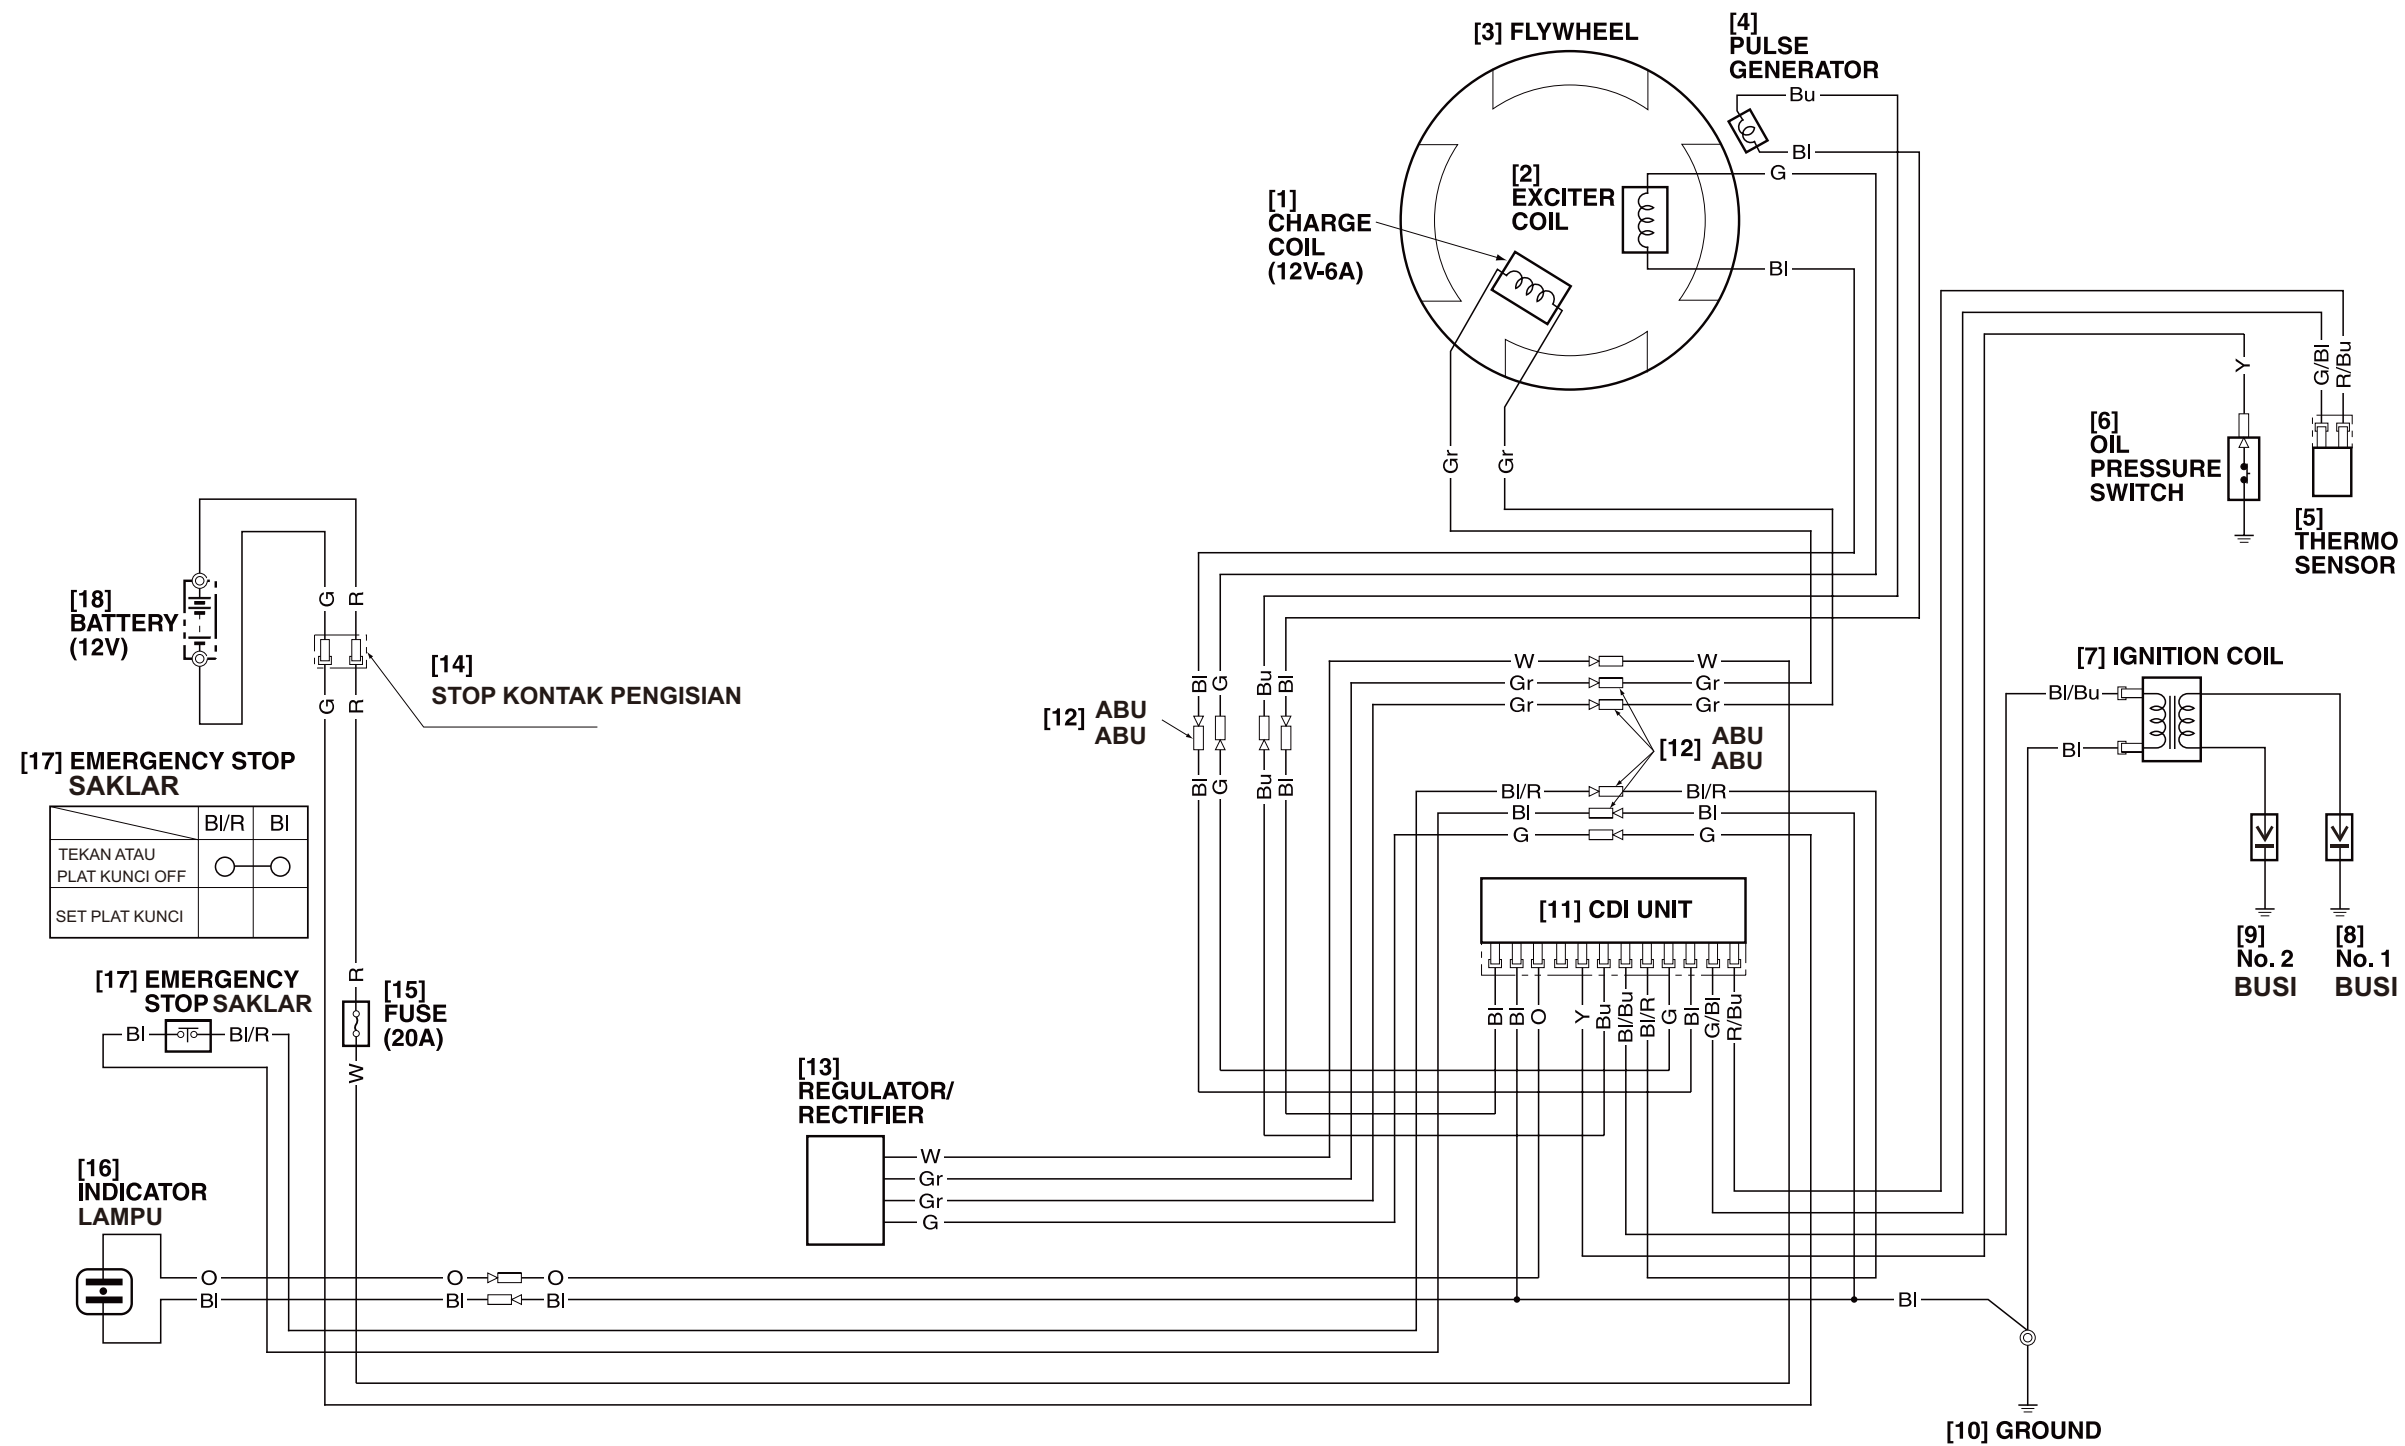 [3] FLYWHEEL
[4]
PULSE
GENERATOR
Bu
Bl
G
[2]
EXCITER
COIL
[1]
CHARGE
COIL
(12V-6A)
Bl
Gr
Gr
Y
G/Bl
R/Bu
[6]
OIL
PRESSURE
SWITCH
[5]
THERMO
SENSOR
[18]
BATTERY
(12V)
G
R
G
R
[14]
STOP KONTAK PENGISIAN
[7] IGNITION COIL
Bl/Bu
Bl
Bl
G
Bu
Bl
[12] ABU
ABU
Bl
G
Bu
Bl
W
W
Gr
Gr
Gr
Gr
[12] ABU
ABU
Bl/R
Bl/R
Bl
Bl
G
G
[17] EMERGENCY STOP
SAKLAR
Bl/R
Bl
TEKAN ATAU
PLAT KUNCI OFF
SET PLAT KUNCI
[11] CDI UNIT
Bl
Bl
O
Y
Bu
Bl/Bu
Bl/R
G
Bl
G/Bl
R/Bu
[9]
No. 2
BUSI
[8]
No. 1
BUSI
[17] EMERGENCY
STOP SAKLAR
Bl
Bl/R
R
[15]
FUSE
(20A)
W
[13]
REGULATOR/
RECTIFIER
W
Gr
Gr
G
[16]
INDICATOR
LAMPU
O
O
O
Bl
Bl
Bl
Bl
[10] GROUND